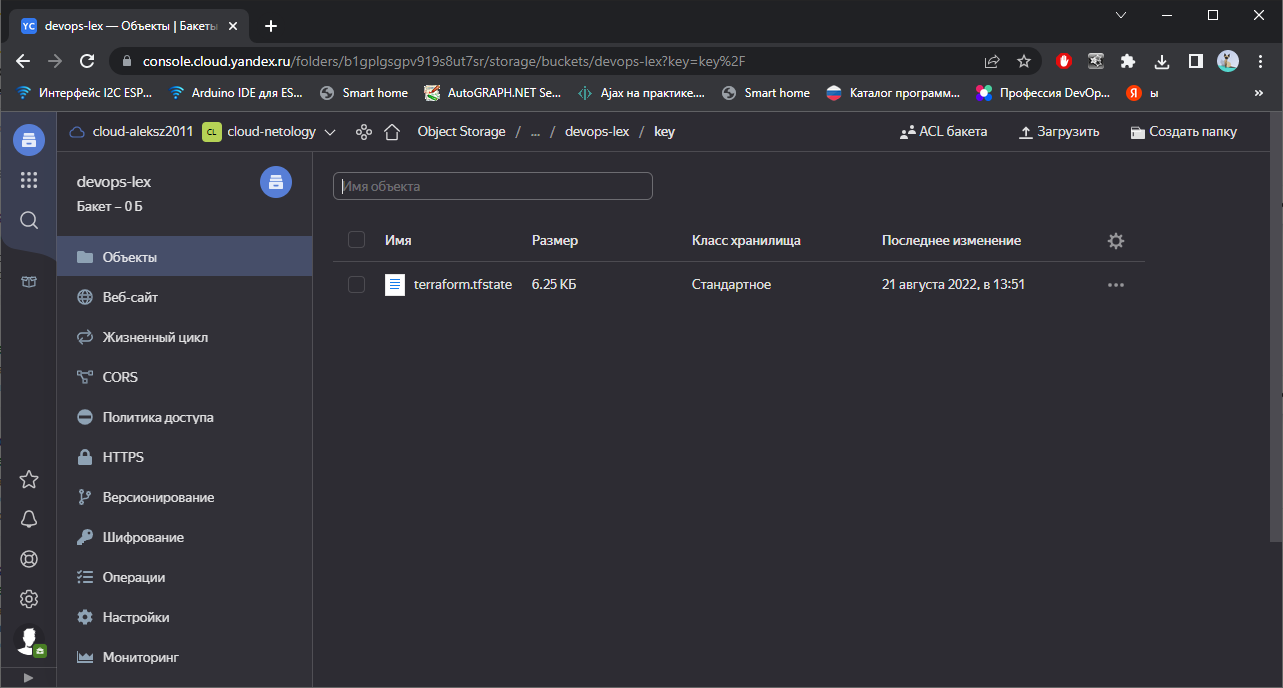 YC devops-lex — Объекты | Бакеты
console.cloud.yandex.ru/folders/b1gplgsgpv919s8ut7sr/storage/buckets/devops-lex?key=key%2F
Интерфейс I2C ESP... Arduino IDE для ES... Smart home AutoGRAPH.NET Se... Ajax на практике.... Smart home Каталог программ... Профессия DevOp... Я ы »
cloud-aleksz2011 CL cloud-netology Object Storage / ... / devops-lex / key ACL бакета Загрузить Создать папку
devops-lex
Бакет – 0 Б
Имя объекта
Имя Размер Класс хранилища Последнее изменение
terraform.tfstate 6.25 КБ Стандартное 21 августа 2022, в 13:51
Объекты
Веб-сайт
Жизненный цикл
CORS
Политика доступа
HTTPS
Версионирование
Шифрование
Операции
Настройки
Мониторинг